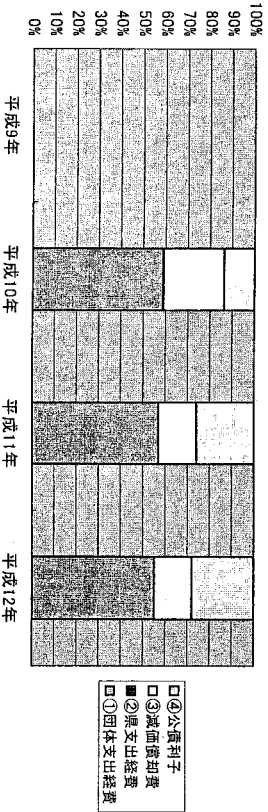 100%
90%
80%
70%
60%
50%
40%
30%
20%
10%
0%
平成9年
平成10年
平成11年
平成12年
④公債利子
③減価償却費
②県支出経費
①団体支出経費